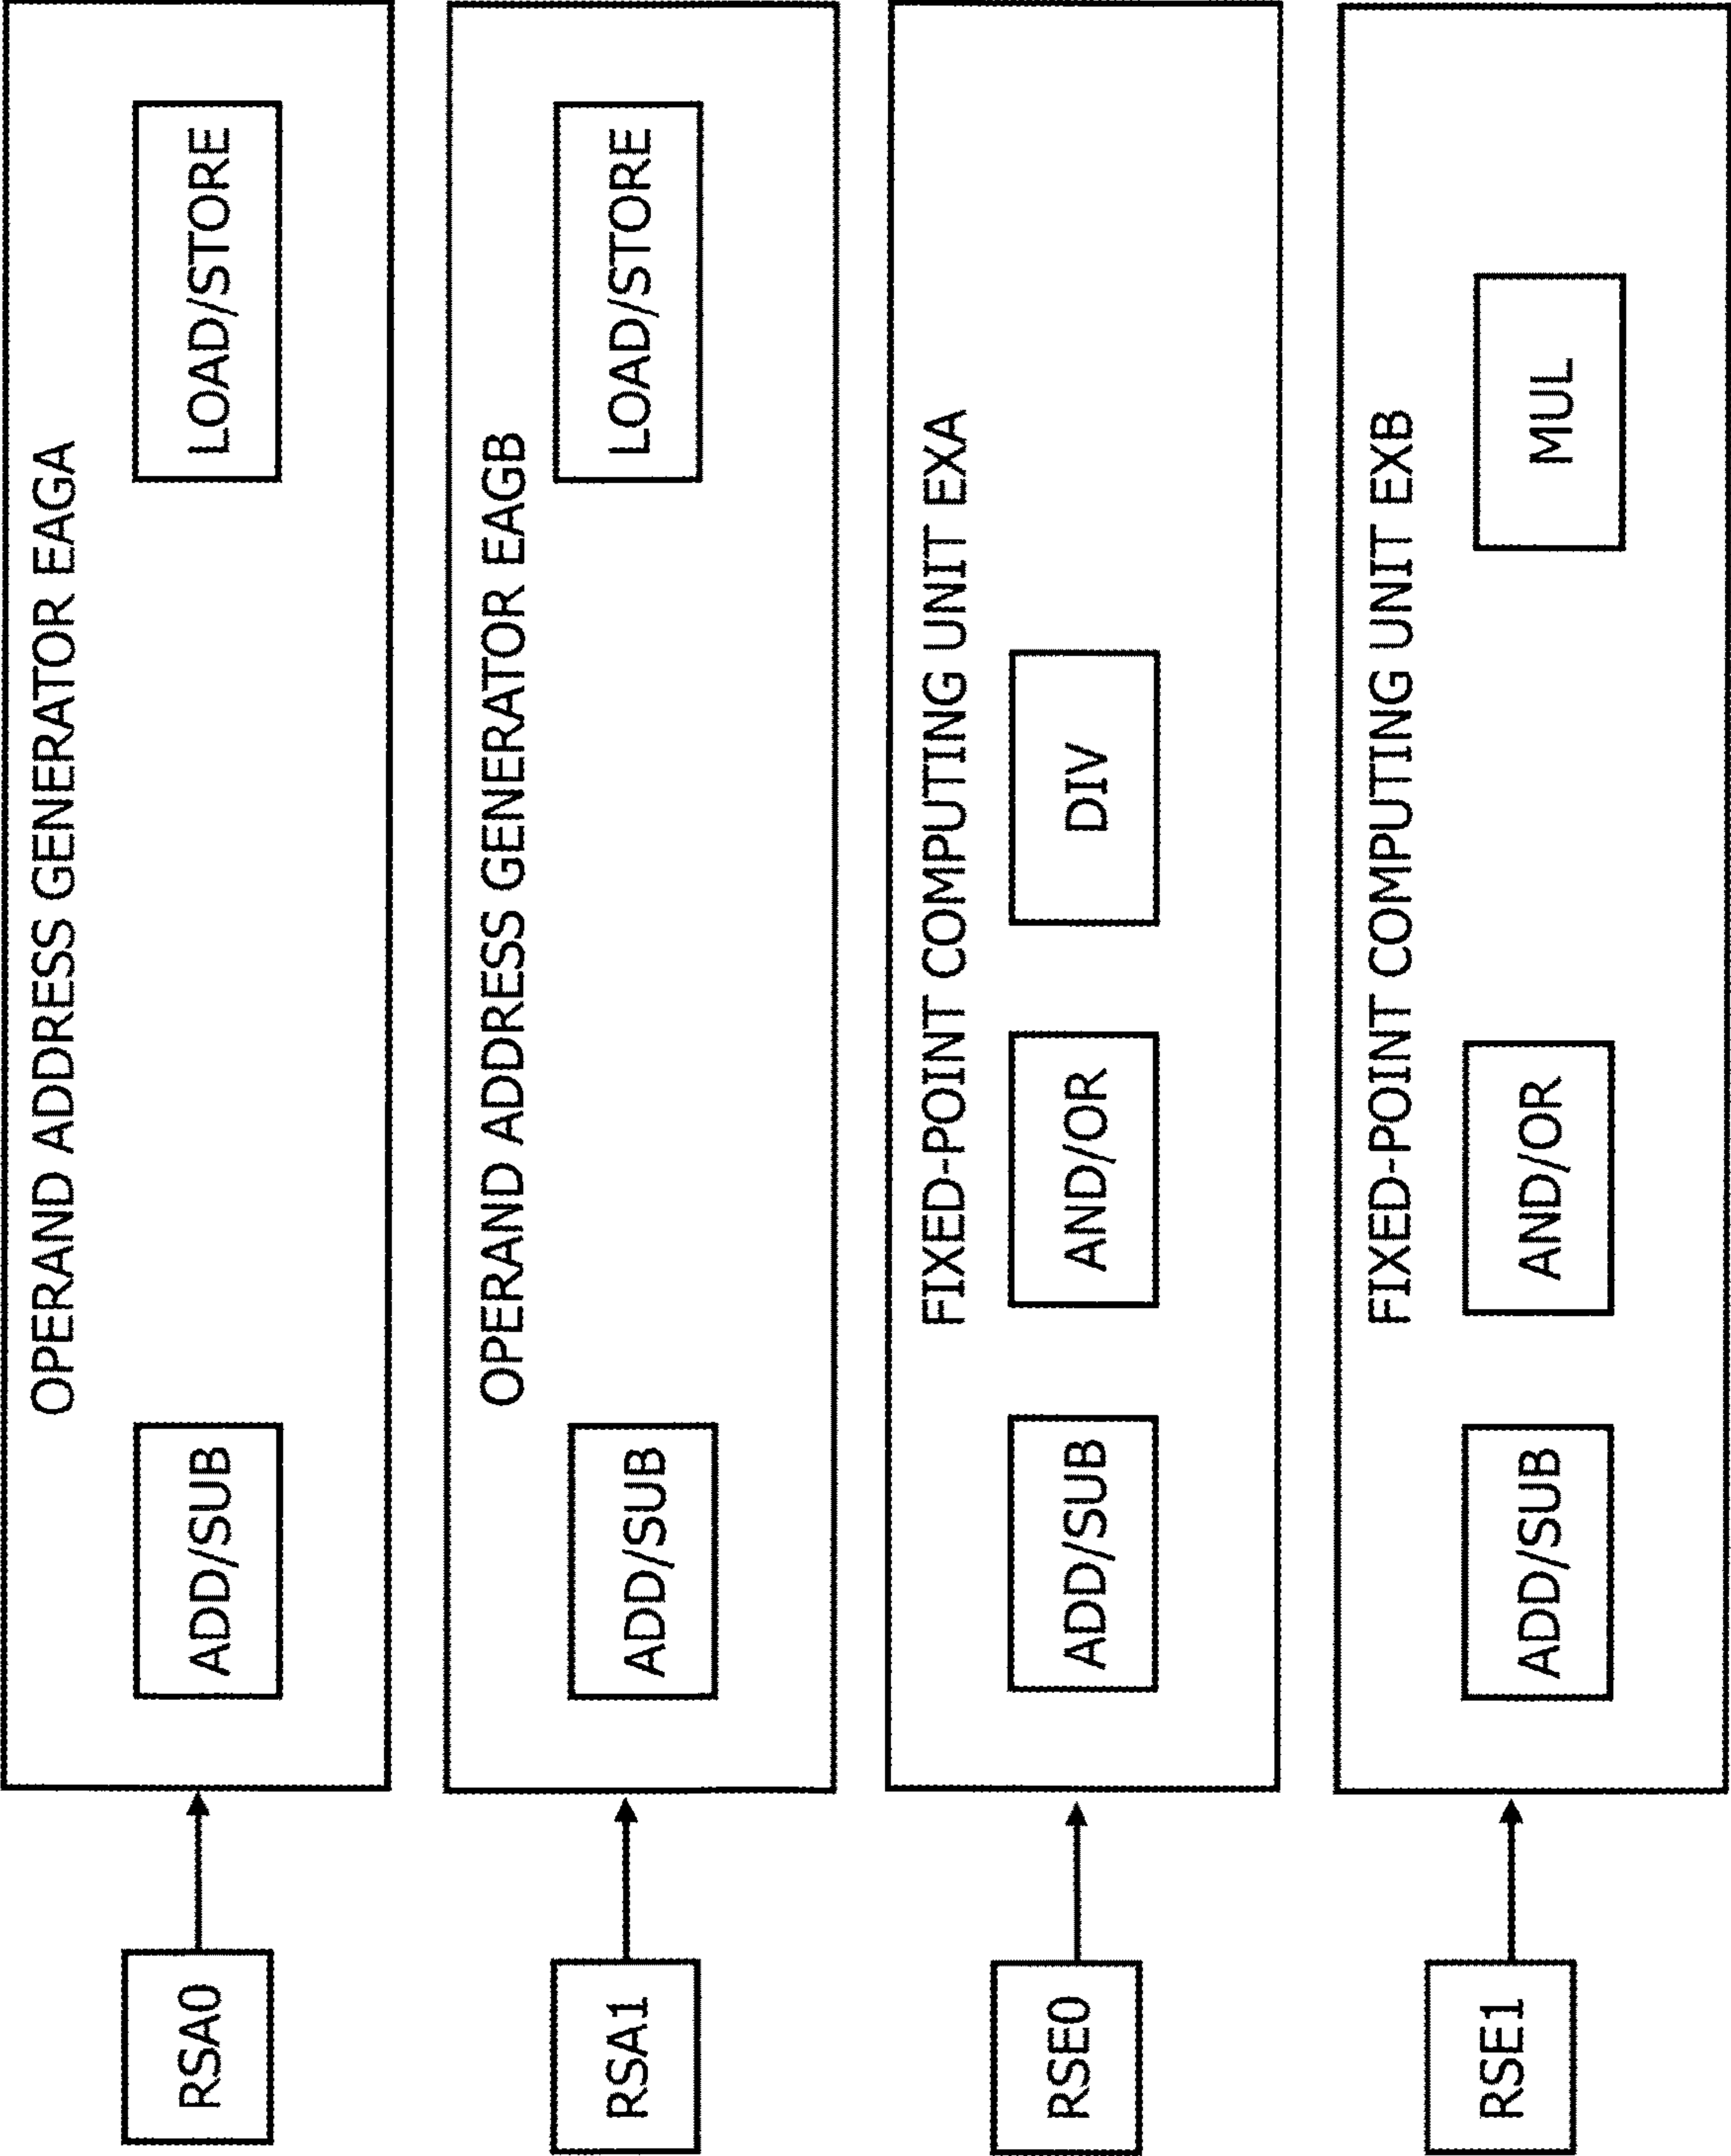 OPERAND ADDRESS GENERATOR EAGA
RSA0
ADD/SUB
LOAD/STORE
OPERAND ADDRESS GENERATOR EAGB
RSA1
ADD/SUB
LOAD/STORE
FIXED-POINT COMPUTING UNIT EXA
RSE0
ADD/SUB
AND/OR
DIV
FIXED-POINT COMPUTING UNIT EXB
RSE1
ADD/SUB
AND/OR
MUL